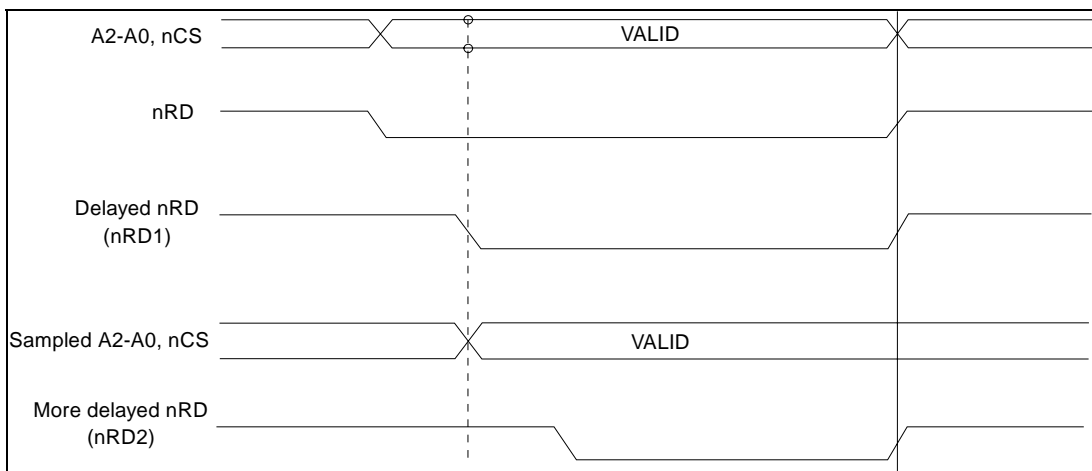 A2-A0, nCS
VALID
nRD
Delayed nRD
(nRD1)
Sampled A2-A0, nCS
VALID
More delayed nRD
(nRD2)